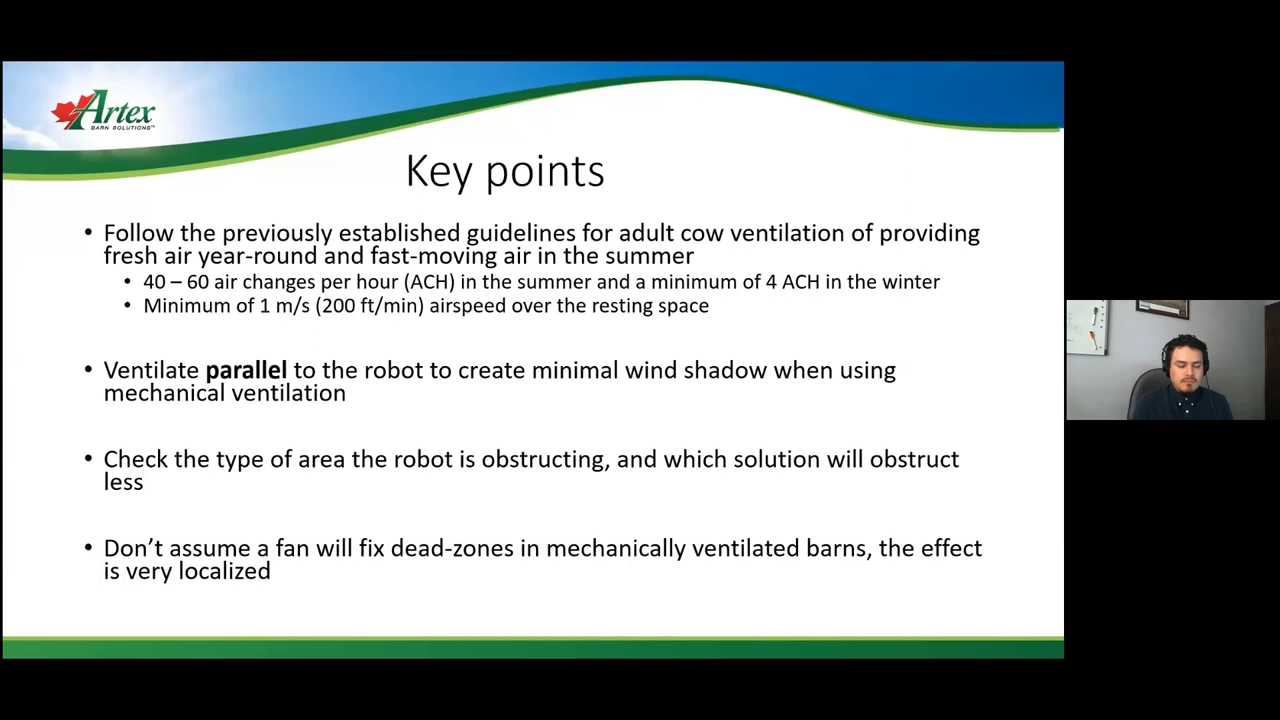 Artex
BARN SOLUTIONS™
Key points
• Follow the previously established guidelines for adult cow ventilation of providing
fresh air year-round and fast-moving air in the summer
• 40 – 60 air changes per hour (ACH) in the summer and a minimum of 4 ACH in the winter
• Minimum of 1 m/s (200 ft/min) airspeed over the resting space
• Ventilate parallel to the robot to create minimal wind shadow when using
mechanical ventilation
• Check the type of area the robot is obstructing, and which solution will obstruct
less
• Don’t assume a fan will fix dead-zones in mechanically ventilated barns, the effect
is very localized